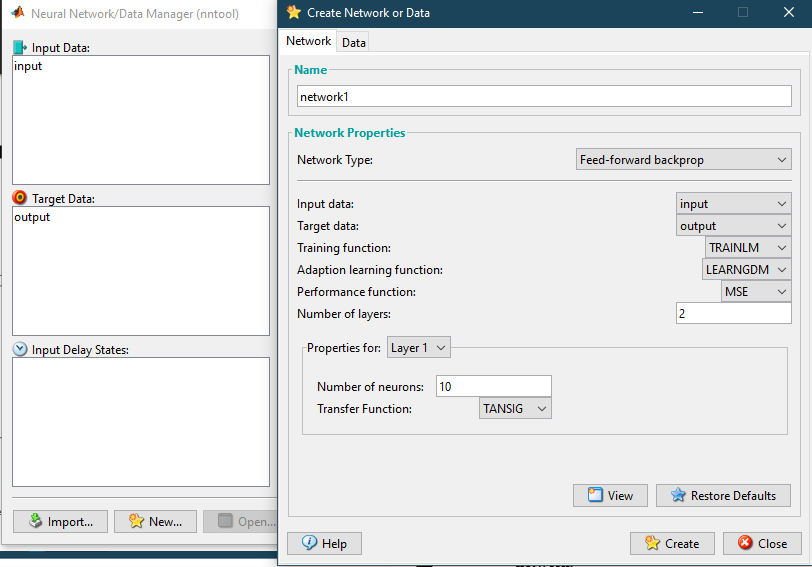 Neural Network/Data Manager (nntool)
Input Data:
input
Target Data:
output
Input Delay States:
Import...
New...
Open...
Create Network or Data
Network
Data
Name
network1
Network Properties
Network Type:
Feed-forward backprop
Input data:
input
Target data:
output
Training function:
TRAINLM
Adaption learning function:
LEARNGDM
Performance function:
MSE
Number of layers:
2
Properties for:
Layer 1
Number of neurons:
10
Transfer Function:
TANSIG
View
Restore Defaults
Help
Create
Close